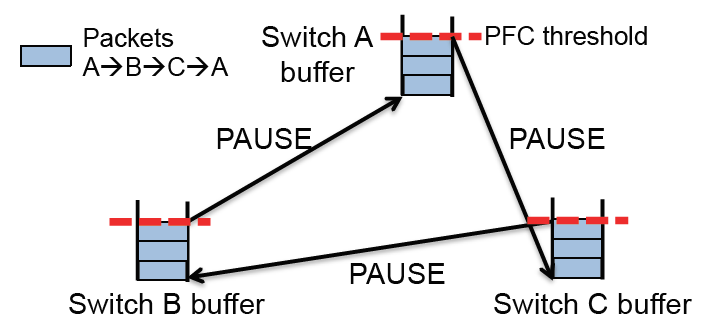 Packets
A→B→C→A
Switch A
buffer
PFC threshold
PAUSE
PAUSE
PAUSE
Switch B buffer
Switch C buffer